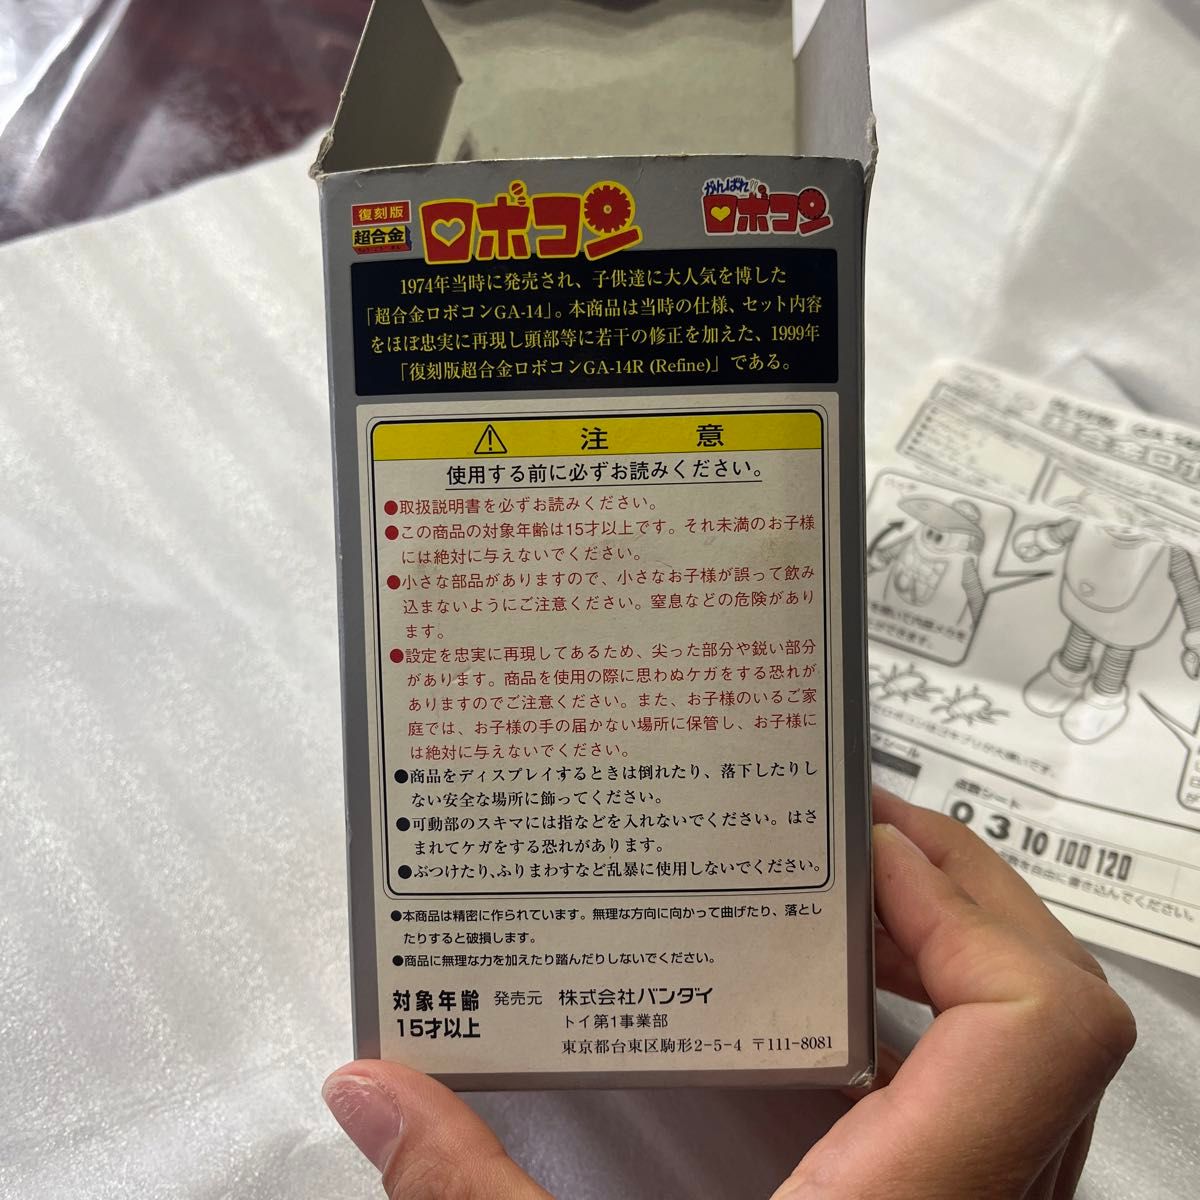 復刻版
超合金
ロボコン
がんばれ!!
ロボコン
1974年当時に発売され、子供達に大人気を博した
「超合金ロボコンGA-14」。本商品は当時の仕様、セット内容
をほぼ忠実に再現し頭部等に若干の修正を加えた、1999年
「復刻版超合金ロボコンGA-14R (Refine)」である。
注意
使用する前に必ずお読みください。
●取扱説明書を必ずお読みください。
●この商品の対象年齢は15才以上です。それ未満のお子様
には絶対に与えないでください。
●小さな部品がありますので、小さなお子様が誤って飲み
込まないようにご注意ください。窒息などの危険があり
ます。
●設定を忠実に再現してあるため、尖った部分や鋭い部分
があります。商品を使用の際に思わぬケガをする恐れが
ありますのでご注意ください。また、お子様のいるご家
庭では、お子様の手の届かない場所に保管し、お子様に
は絶対に与えないでください。
●商品をディスプレイするときは倒れたり、落下したりし
ない安全な場所に飾ってください。
●可動部のスキマには指などを入れないでください。はさ
まれてケガをする恐れがあります。
●ぶつけたり、ふりまわすなど乱暴に使用しないでください。
●本商品は精密に作られています。無理な方向に向かって曲げたり、落とし
たりすると破損します。
●商品に無理な力を加えたり踏んだりしないでください。
対象年齢
15才以上
発売元 株式会社バンダイ
トイ第1事業部
東京都台東区駒形2-5-4 〒111-8081
点数シート
0 3 10 100 120
を自由に書き込んでください。